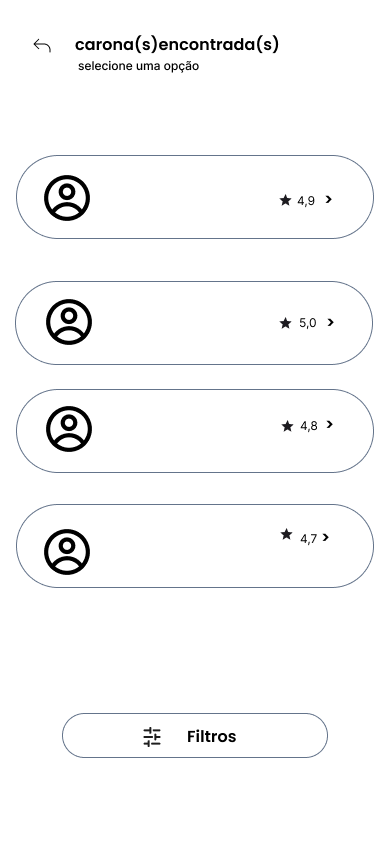 carona(s)encontrada(s)
selecione uma opção
4,9
5,0
4,8
4,7
Filtros